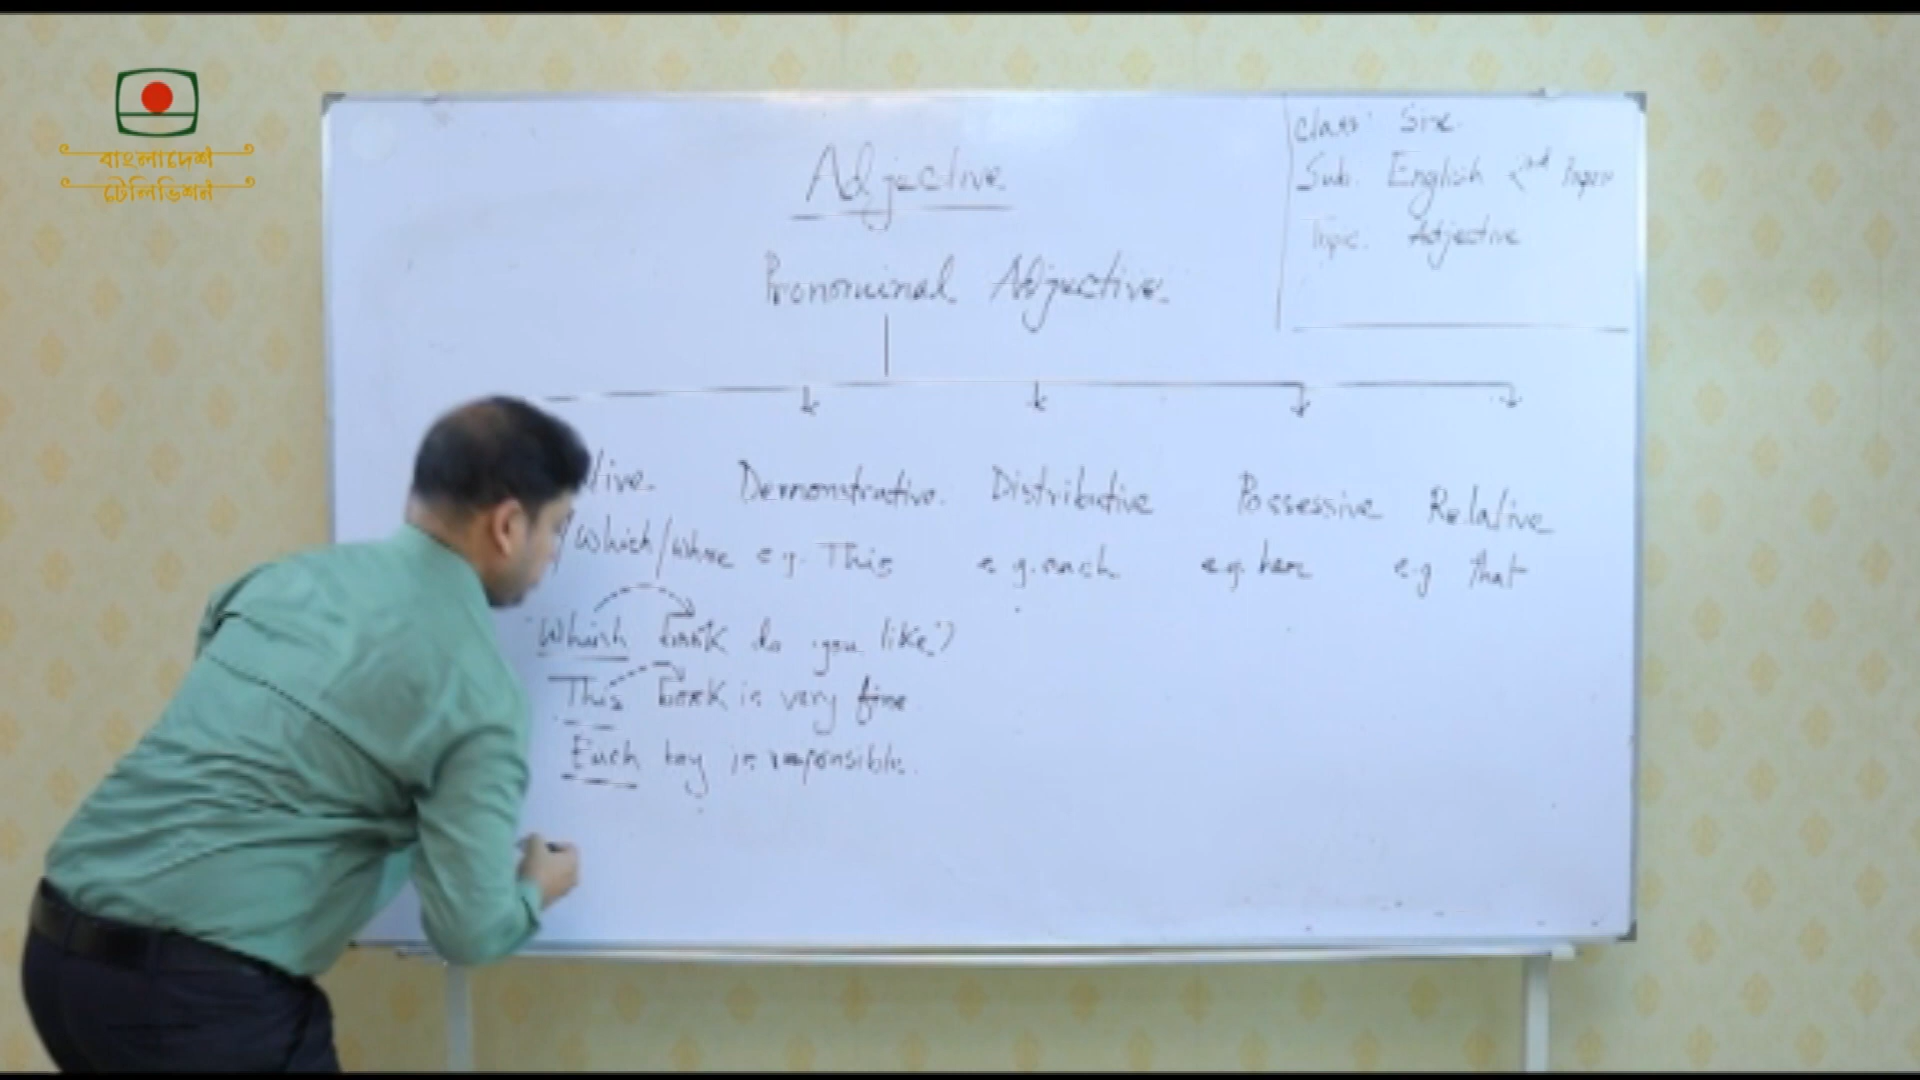 বাংলাদেশ
টেলিভিশন
Class: Six
Sub. English 2nd Paper
Topic. Adjective
Adjective
Pronominal Adjective
tive Demonstrative Distributive Possessive Relative
/Which/Whose e.g. This e.g. each e.g. her e.g that
Which book do you like?
This book is very fine
Each boy is responsible.